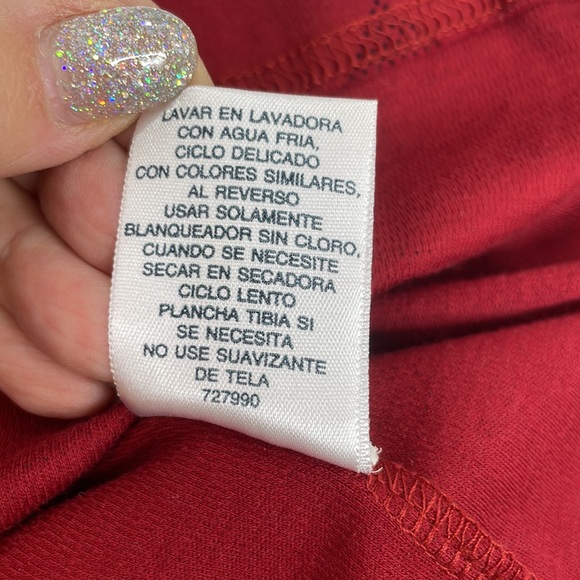 LAVAR EN LAVADORA
CON AGUA FRIA,
CICLO DELICADO
CON COLORES SIMILARES,
AL REVERSO
USAR SOLAMENTE
BLANQUEADOR SIN CLORO,
CUANDO SE NECESITE
SECAR EN SECADORA
CICLO LENTO
PLANCHA TIBIA SI
SE NECESITA
NO USE SUAVIZANTE
DE TELA
727990